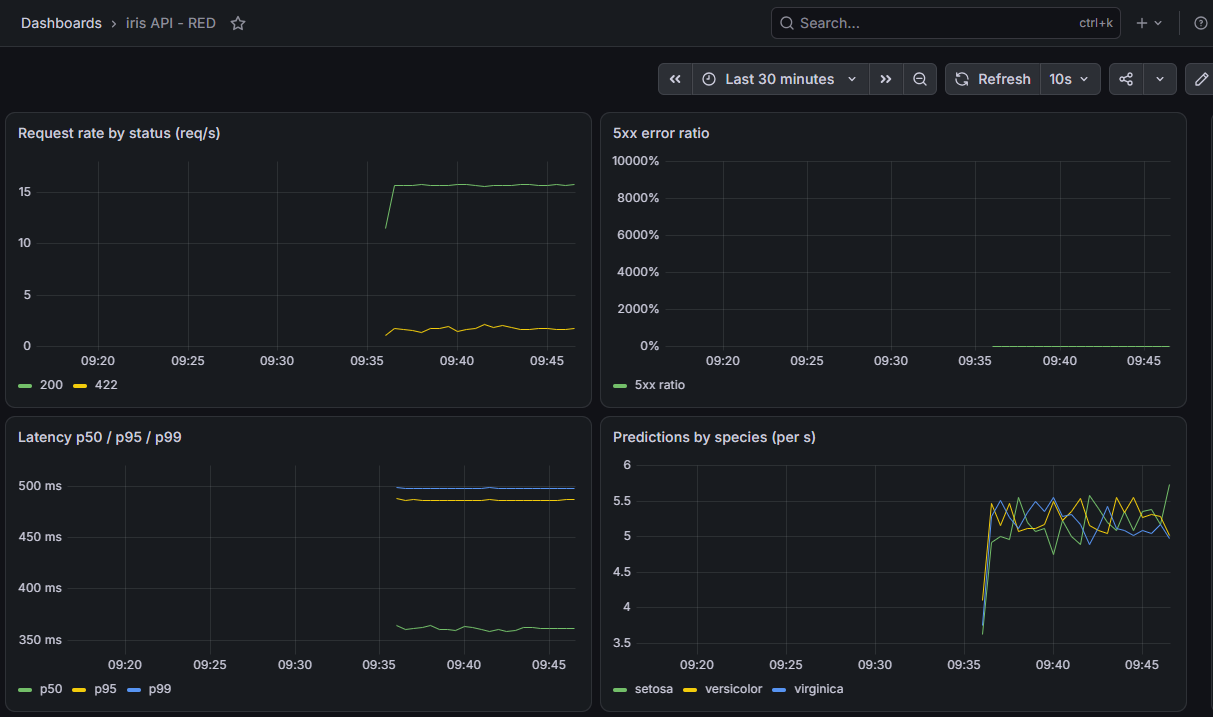 Dashboards › iris API - RED
Search... ctrl+k
Last 30 minutes Refresh 10s
Request rate by status (req/s)
15
10
5
0
09:20 09:25 09:30 09:35 09:40 09:45
200 422
5xx error ratio
10000%
8000%
6000%
4000%
2000%
0%
09:20 09:25 09:30 09:35 09:40 09:45
5xx ratio
Latency p50 / p95 / p99
500 ms
450 ms
400 ms
350 ms
09:20 09:25 09:30 09:35 09:40 09:45
p50 p95 p99
Predictions by species (per s)
6
5.5
5
4.5
4
3.5
09:20 09:25 09:30 09:35 09:40 09:45
setosa versicolor virginica